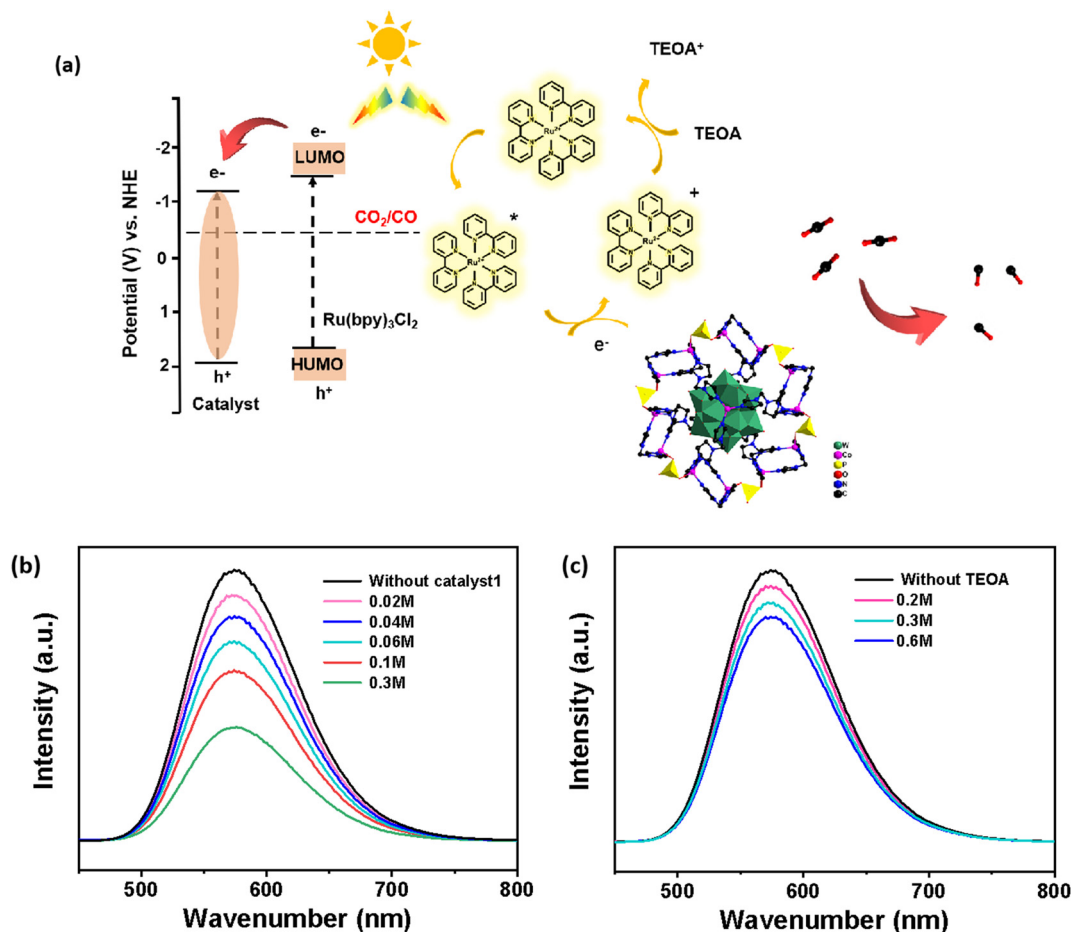 (a)
TEOA⁺
TEOA
Potential (V) vs. NHE
-2
-1
0
1
2
e-
e-
LUMO
CO₂/CO
Ru(bpy)₃Cl₂
HUMO
h⁺
h⁺
Catalyst
Ru²⁺
*
+
e⁻
W
Co
P
O
N
C
(b)
Intensity (a.u.)
Without catalyst1
0.02M
0.04M
0.06M
0.1M
0.3M
500 600 700 800
Wavenumber (nm)
(c)
Intensity (a.u.)
Without TEOA
0.2M
0.3M
0.6M
500 600 700 800
Wavenumber (nm)